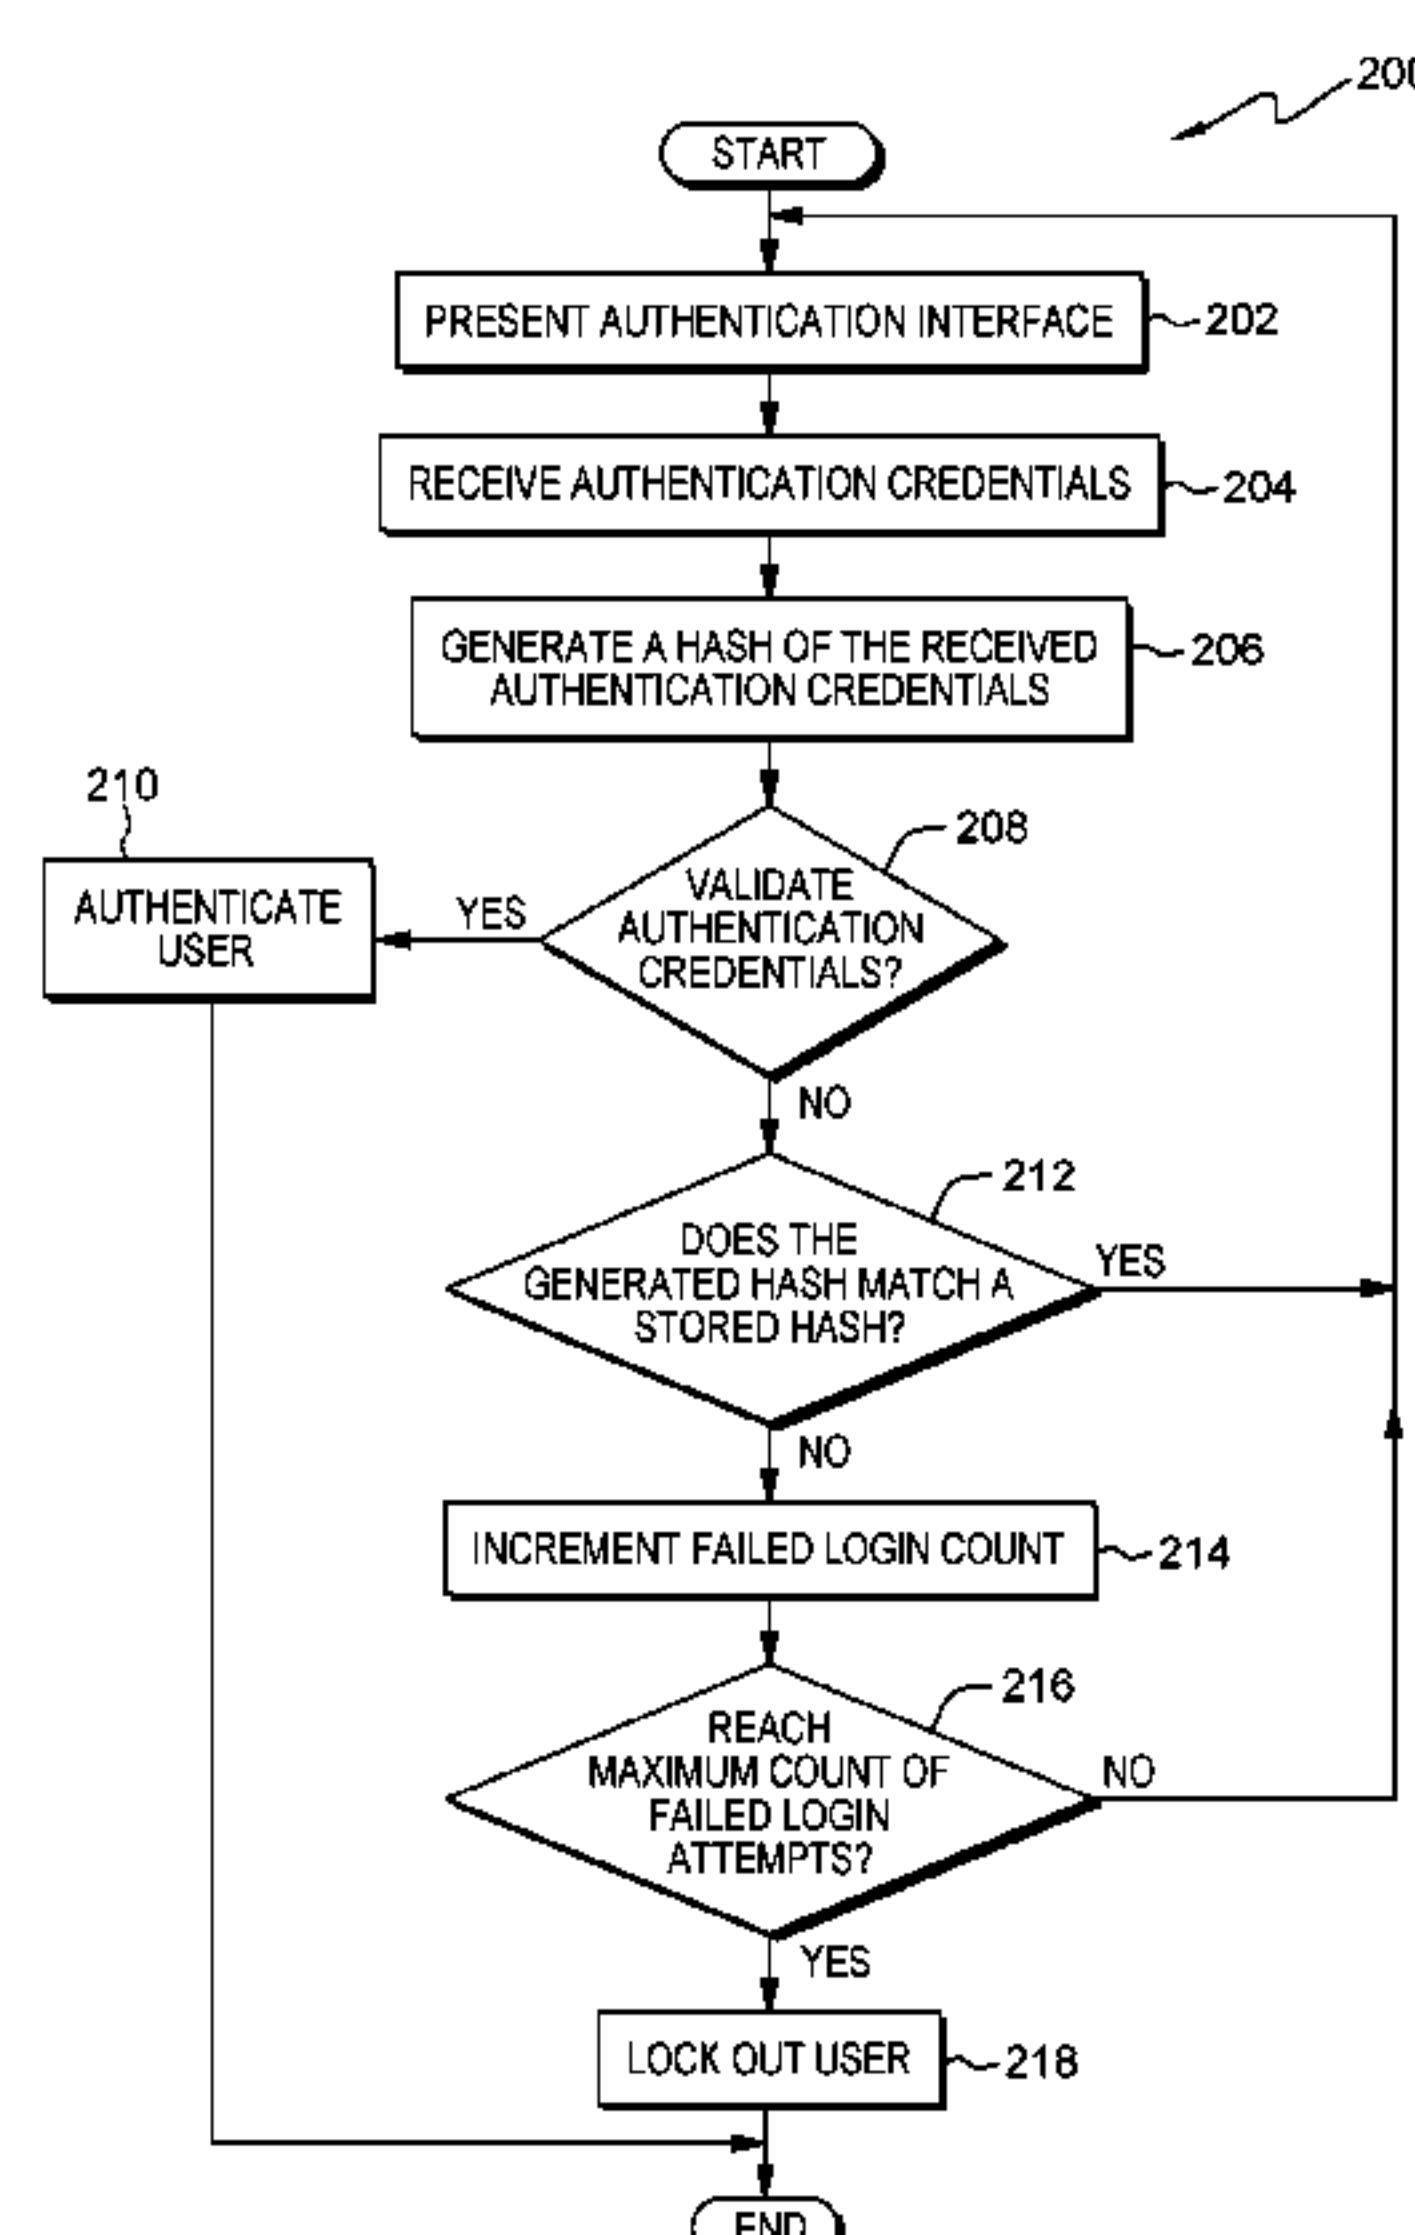 200
START
PRESENT AUTHENTICATION INTERFACE
202
RECEIVE AUTHENTICATION CREDENTIALS
204
GENERATE A HASH OF THE RECEIVED
AUTHENTICATION CREDENTIALS
206
210
AUTHENTICATE
USER
YES
208
VALIDATE
AUTHENTICATION
CREDENTIALS?
NO
212
DOES THE
GENERATED HASH MATCH A
STORED HASH?
YES
NO
INCREMENT FAILED LOGIN COUNT
214
216
REACH
MAXIMUM COUNT OF
FAILED LOGIN
ATTEMPTS?
NO
YES
LOCK OUT USER
218
END